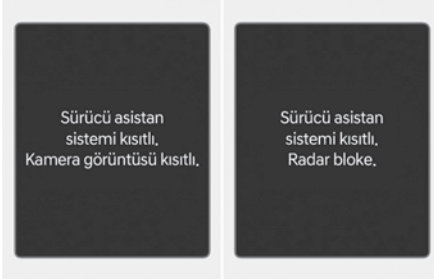 Sürücü asistan
sistemi kısıtlı.
Kamera görüntüsü kısıtlı.
Sürücü asistan
sistemi kısıtlı.
Radar bloke.